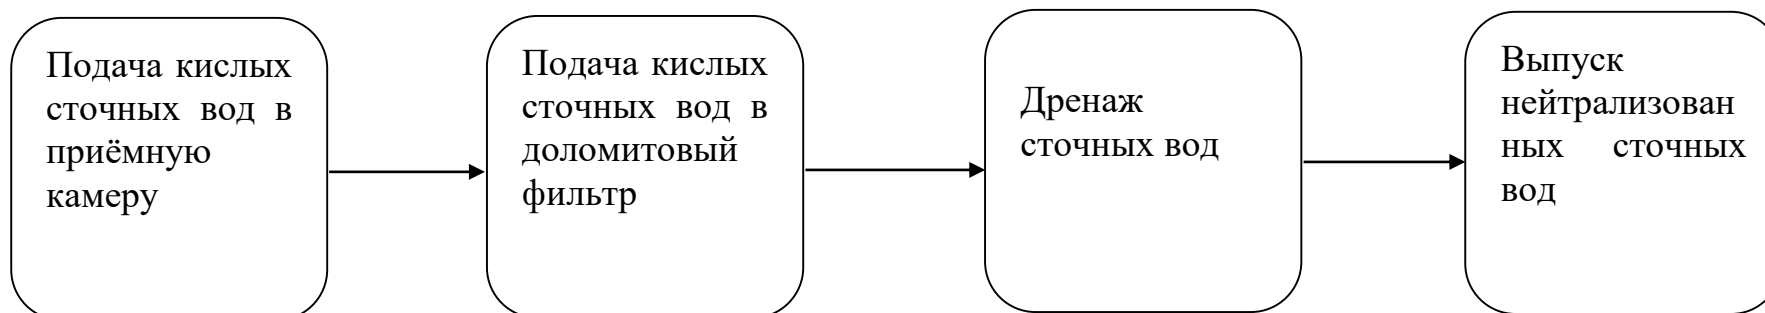 Подача кислых
сточных вод в
приёмную
камеру
Подача кислых
сточных вод в
доломитовый
фильтр
Дренаж
сточных вод
Выпуск
нейтрализован
ных сточных
вод